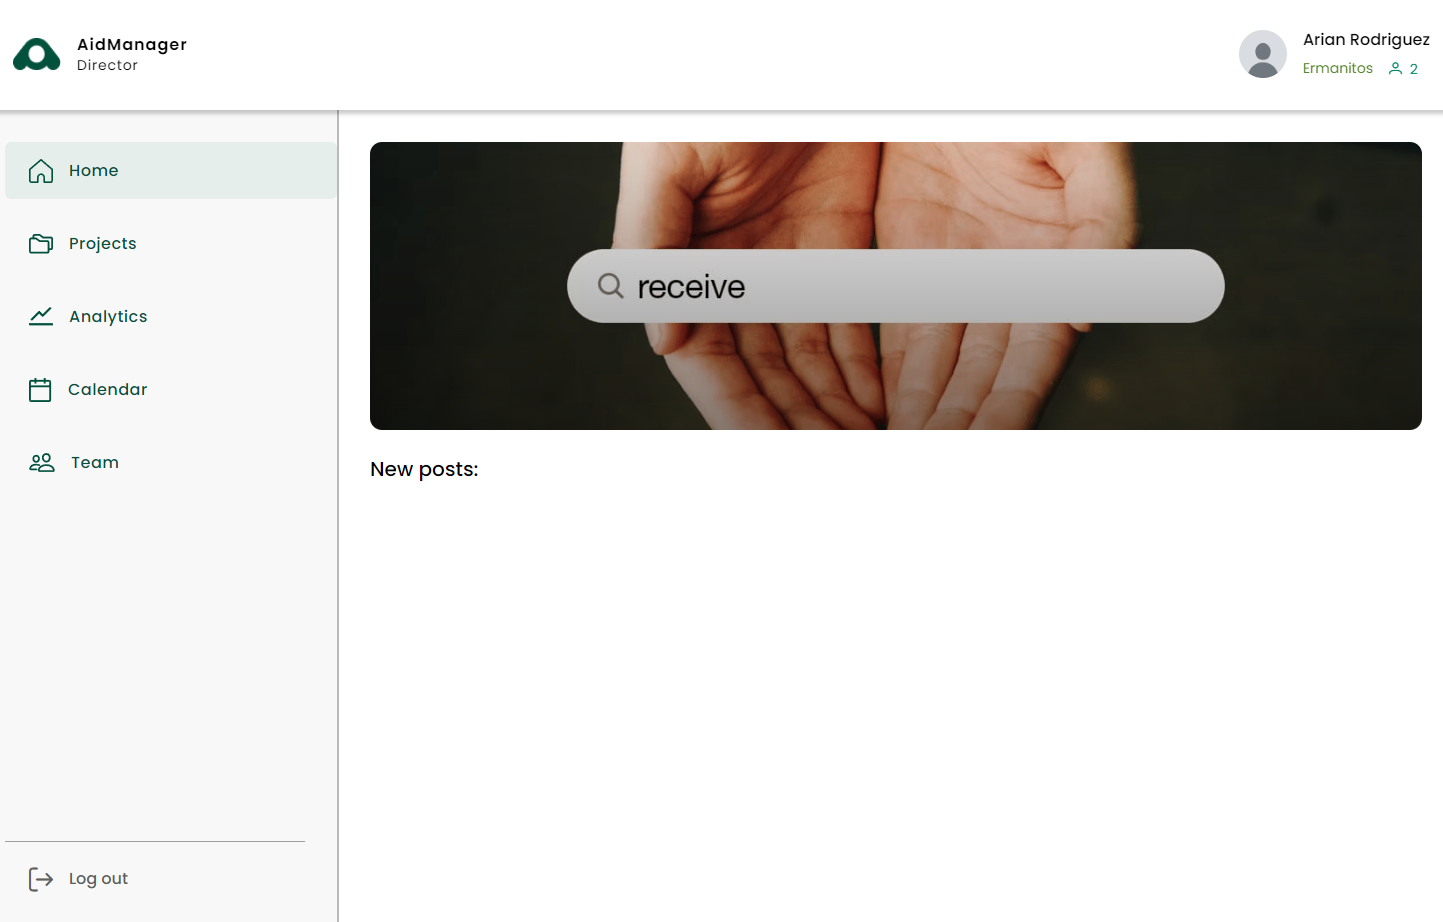 AidManager
Director
Arian Rodriguez
Ermanitos 2
Home
Projects
Analytics
Calendar
Team
Log out
receive
New posts: